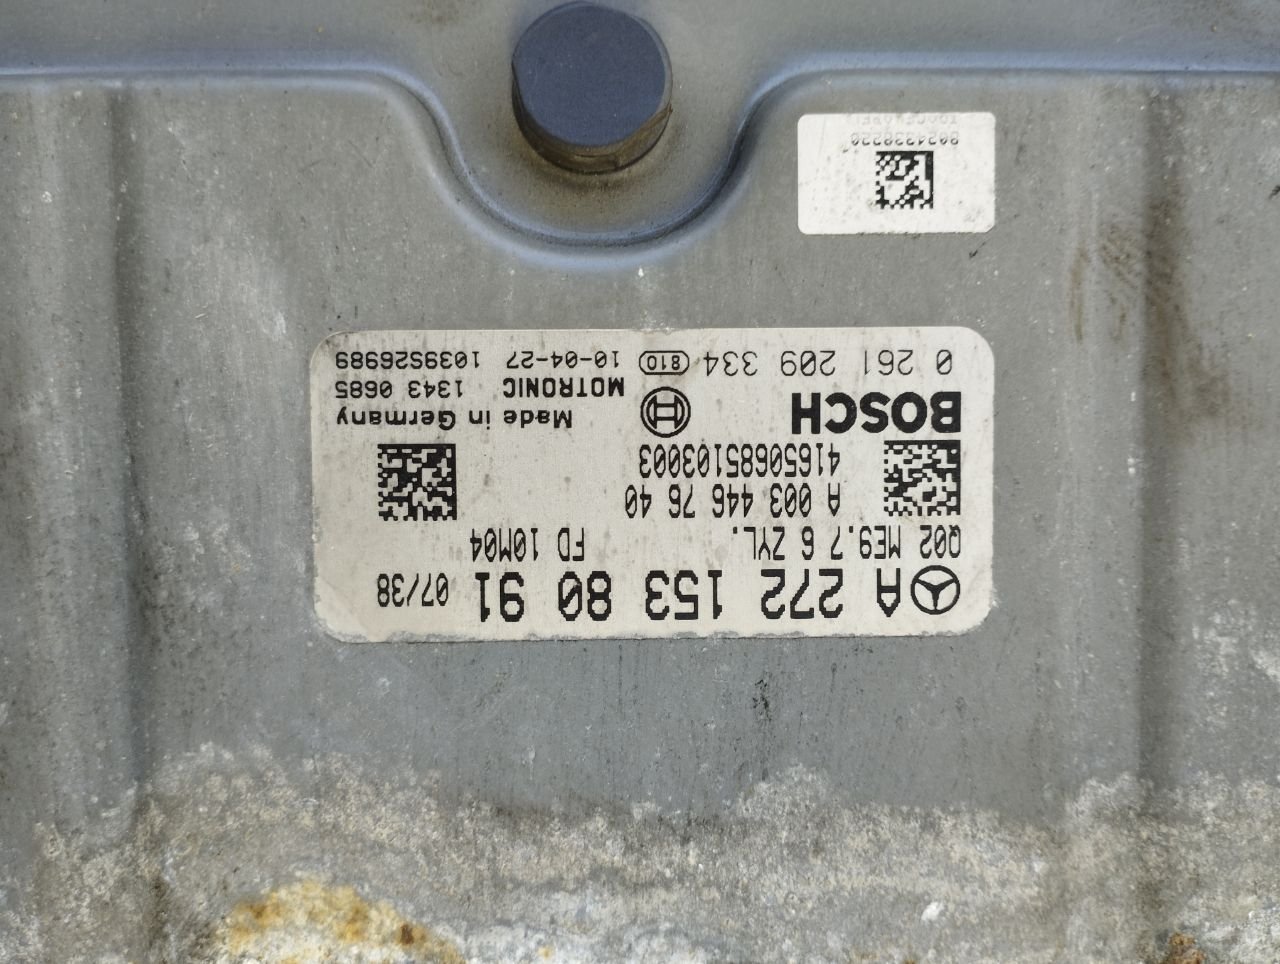 A 272 153 80 91 07/38
Q02 ME9.7 6 ZYL. FD 10M04
A 003 446 76 40
41650685103003
BOSCH
Made in Germany
MOTRONIC 1343 0685
0 261 209 334 810 10-04-27 1039S26989